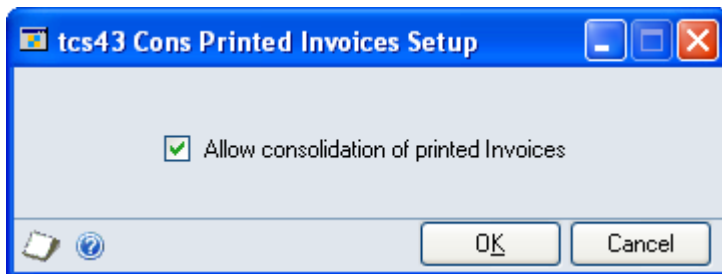 tcs43 Cons Printed Invoices Setup
Allow consolidation of printed Invoices
OK
Cancel